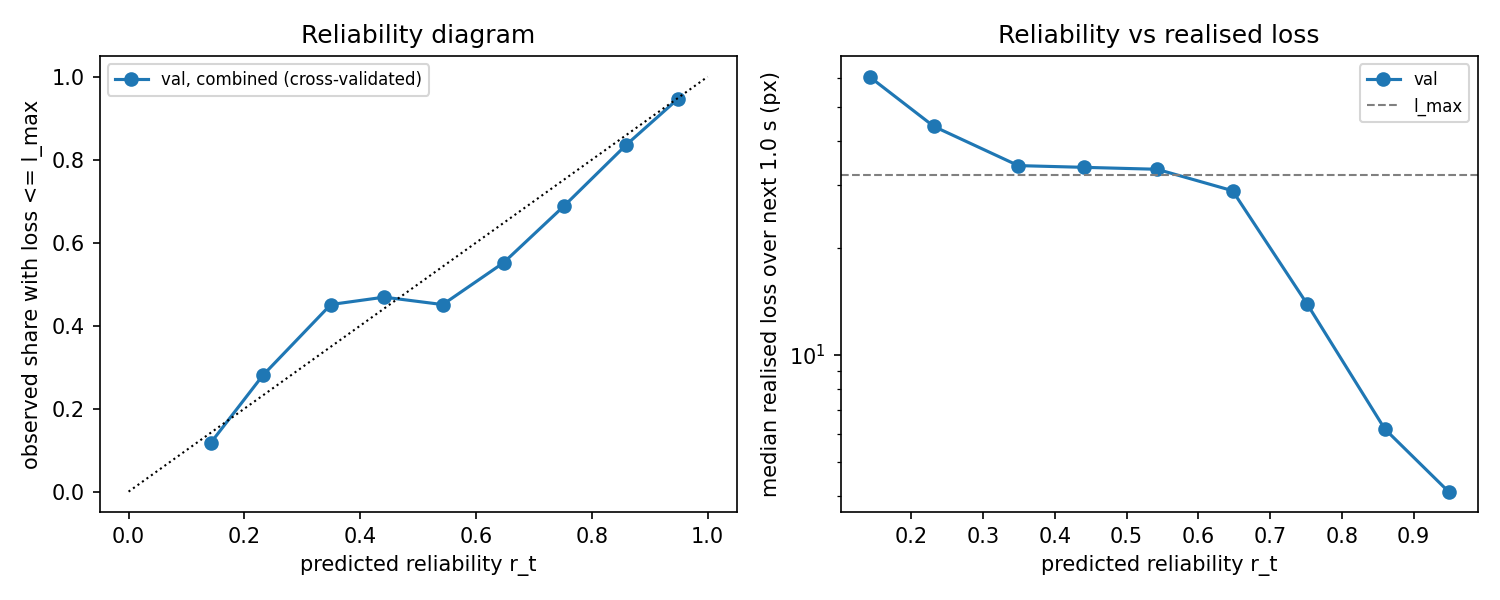 Reliability diagram
val, combined (cross-validated)
observed share with loss <= l_max
1.0
0.8
0.6
0.4
0.2
0.0
0.0 0.2 0.4 0.6 0.8 1.0
predicted reliability r_t
Reliability vs realised loss
val
l_max
median realised loss over next 1.0 s (px)
10¹
0.2 0.3 0.4 0.5 0.6 0.7 0.8 0.9
predicted reliability r_t